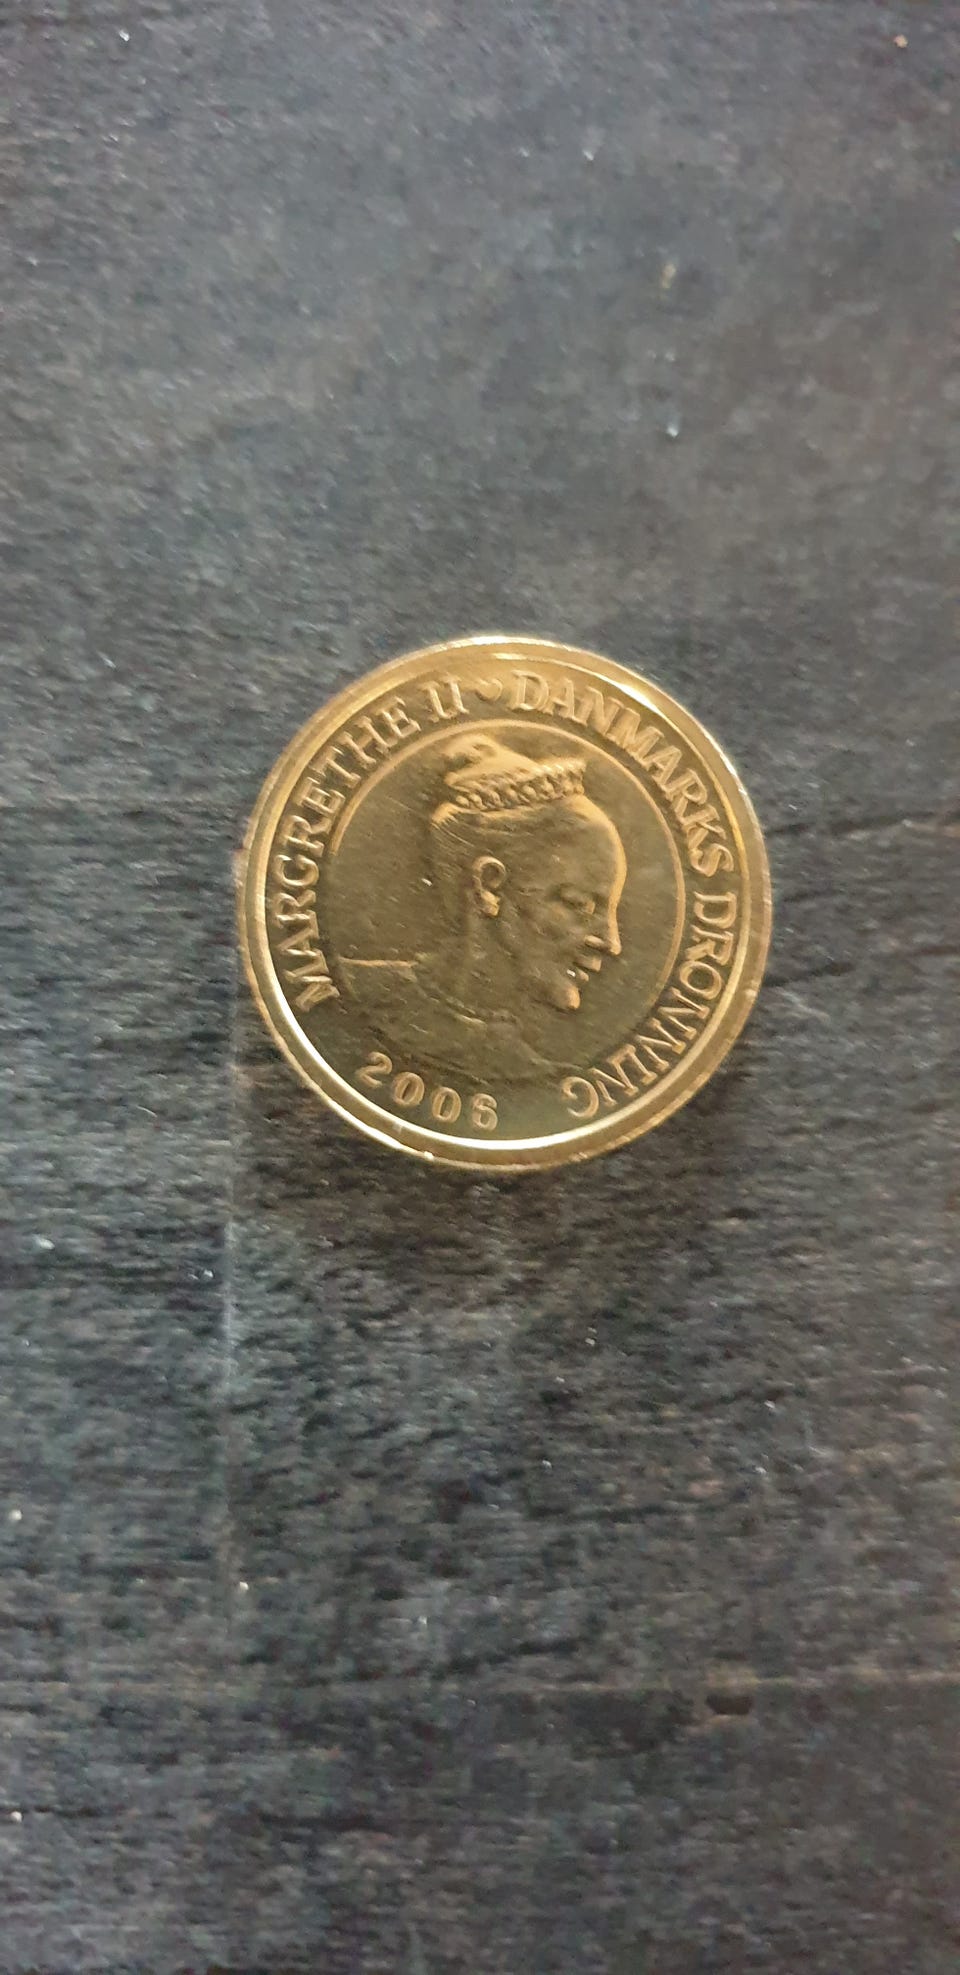 MARGRETHE II DANMARKS DRONNING
2006